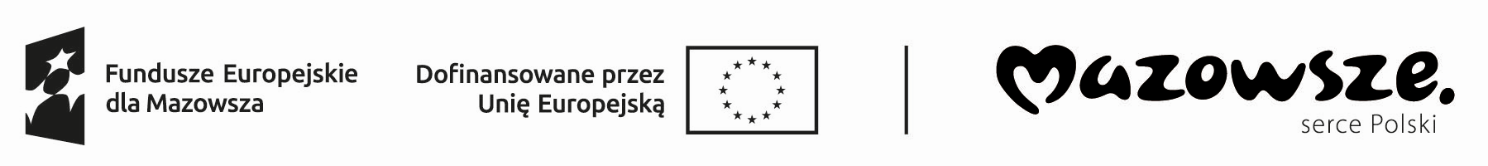 Fundusze Europejskie
dla Mazowsza
Dofinansowane przez
Unię Europejską
Mazowsze.
serce Polski